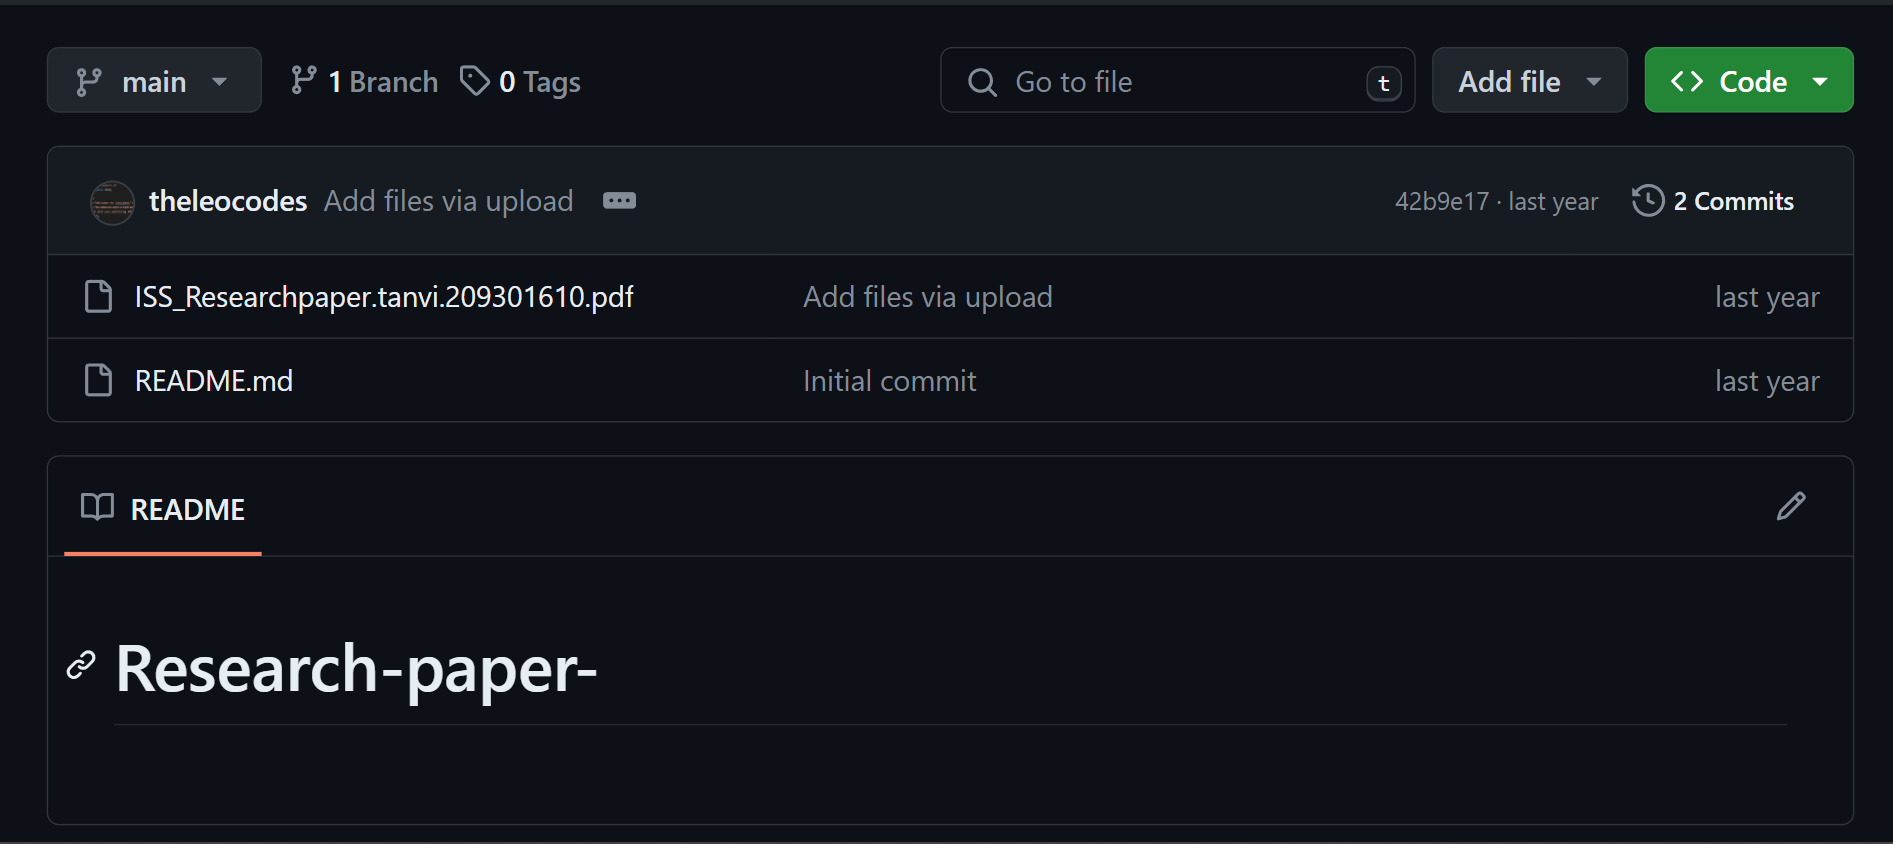 main 1 Branch 0 Tags Go to file t Add file Code
theleocodes Add files via upload 42b9e17 · last year 2 Commits
ISS_Researchpaper.tanvi.209301610.pdf Add files via upload last year
README.md Initial commit last year
README
Research-paper-